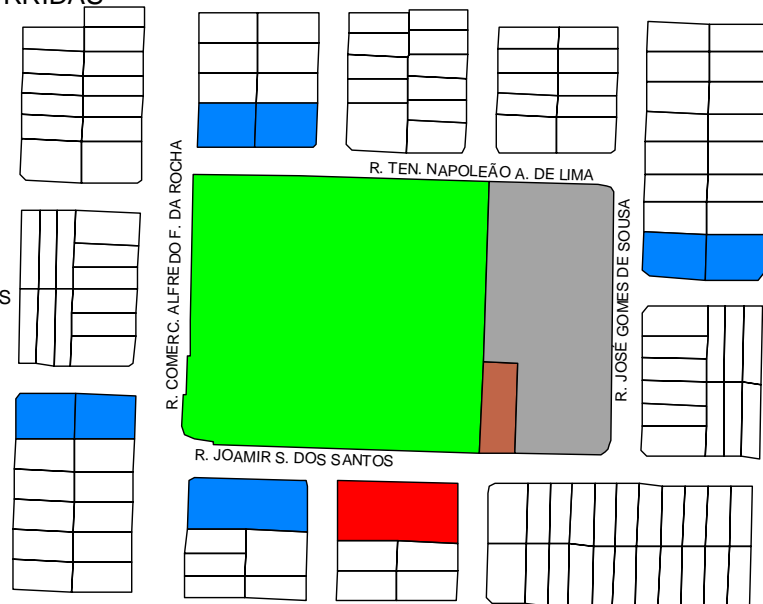 R. TEN. NAPOLEÃO A. DE LIMA
R. COMERC. ALFREDO F. DA ROCHA
R. JOSÉ GOMES DE SOUSA
S
R. JOAMIR S. DOS SANTOS